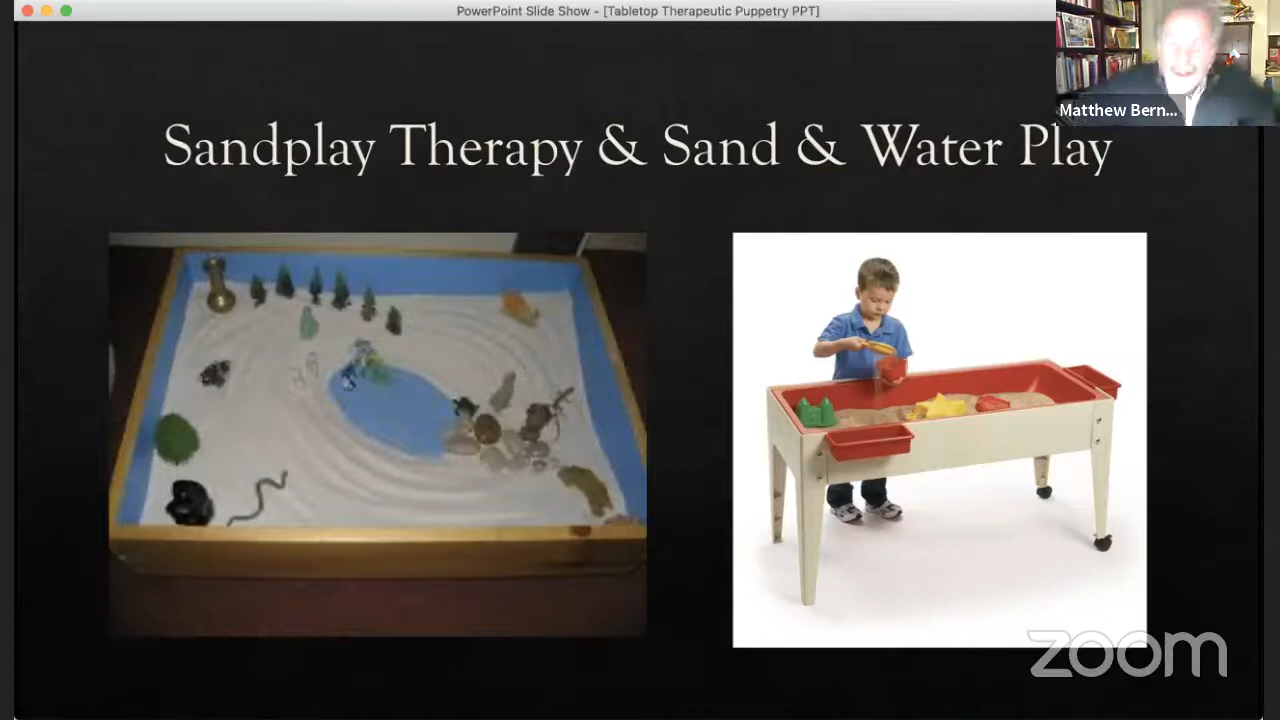 PowerPoint Slide Show - [Tabletop Therapeutic Puppetry PPT]
Matthew Bern...
Sandplay Therapy & Sand & Water Play
zoom